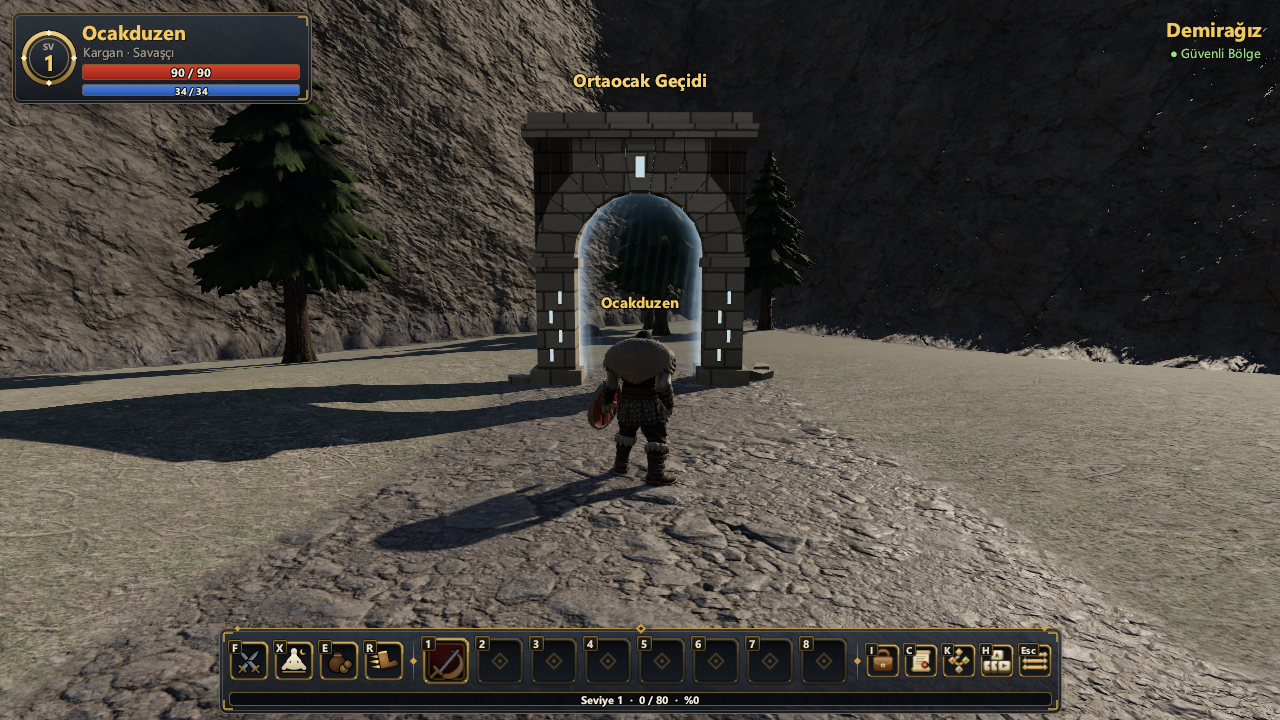 SV
1
Ocakduzen
Kargan · Savaşçı
90 / 90
34 / 34
Demirağız
● Güvenli Bölge
Ortaocak Geçidi
Ocakduzen
F
X
E
R
1
2
3
4
5
6
7
8
I
C
K
H
Esc
Seviye 1 · 0 / 80 · %0